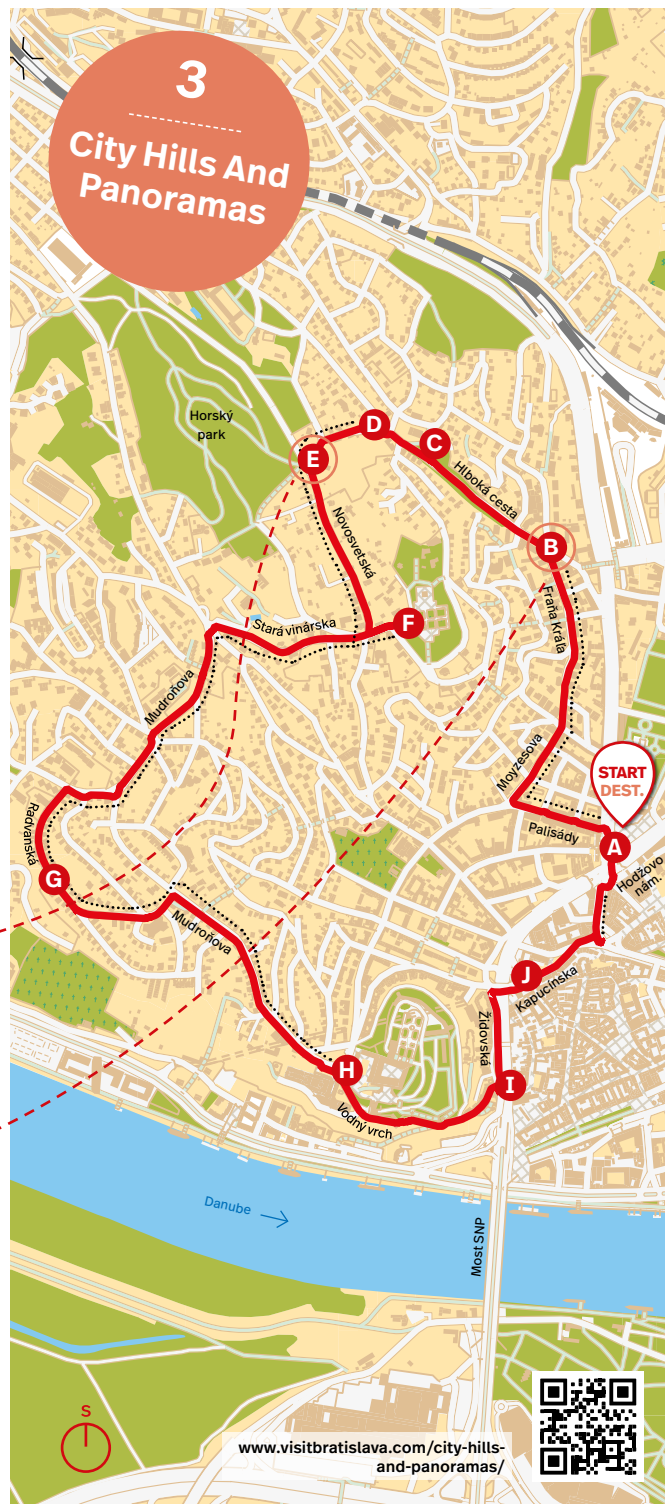 3
City Hills And
Panoramas
Horský
park
D
C
E
Hlboká cesta
B
Novosvetská
Fraňa Kráľa
F
Stará vinárska
Mudroňova
Moyzesova
START
DEST.
Palisády
A
Radvanská
Hodžovo
nám.
G
Mudroňova
J
Kapucínska
Židovská
H
I
Vodný vrch
Danube
Most SNP
S
www.visitbratislava.com/city-hills-
and-panoramas/